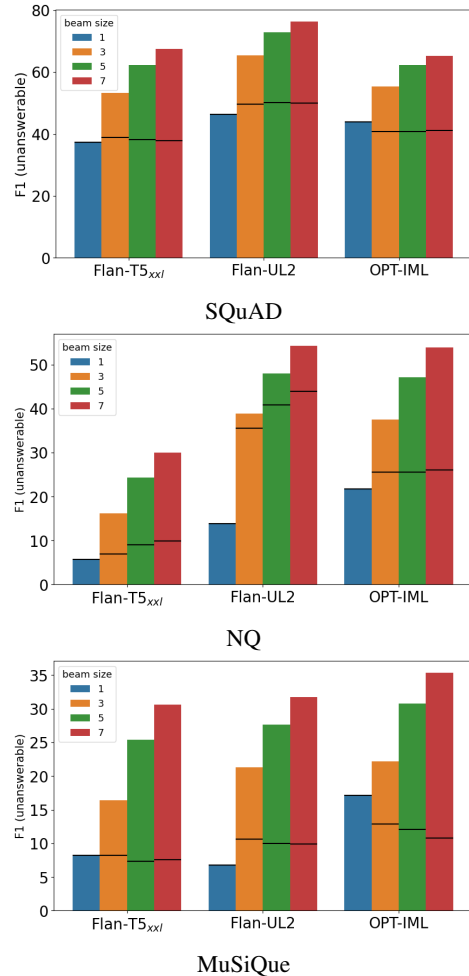 80
60
40
20
0
F1 (unanswerable)
beam size
1
3
5
7
Flan-T5xxl Flan-UL2 OPT-IML
SQuAD
50
40
30
20
10
0
F1 (unanswerable)
beam size
1
3
5
7
Flan-T5xxl Flan-UL2 OPT-IML
NQ
35
30
25
20
15
10
5
0
F1 (unanswerable)
beam size
1
3
5
7
Flan-T5xxl Flan-UL2 OPT-IML
MuSiQue